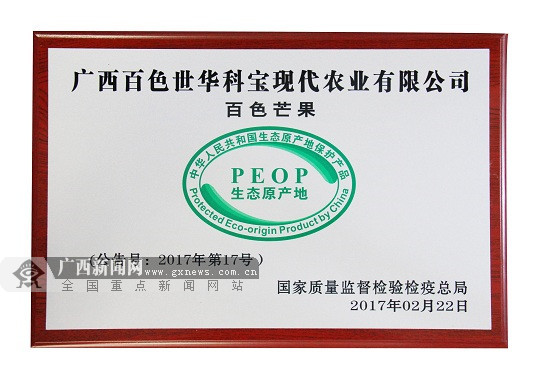 广西百色世华科宝现代农业有限公司
百色芒果
中华人民共和国生态原产地保护产品
PEOP
生态原产地
Protected Eco-origin Product by China
(公告号：2017年第17号)
广西新闻网
www.gxnews.com.cn
全国重点新闻网站
国家质量监督检验检疫总局
2017年02月22日